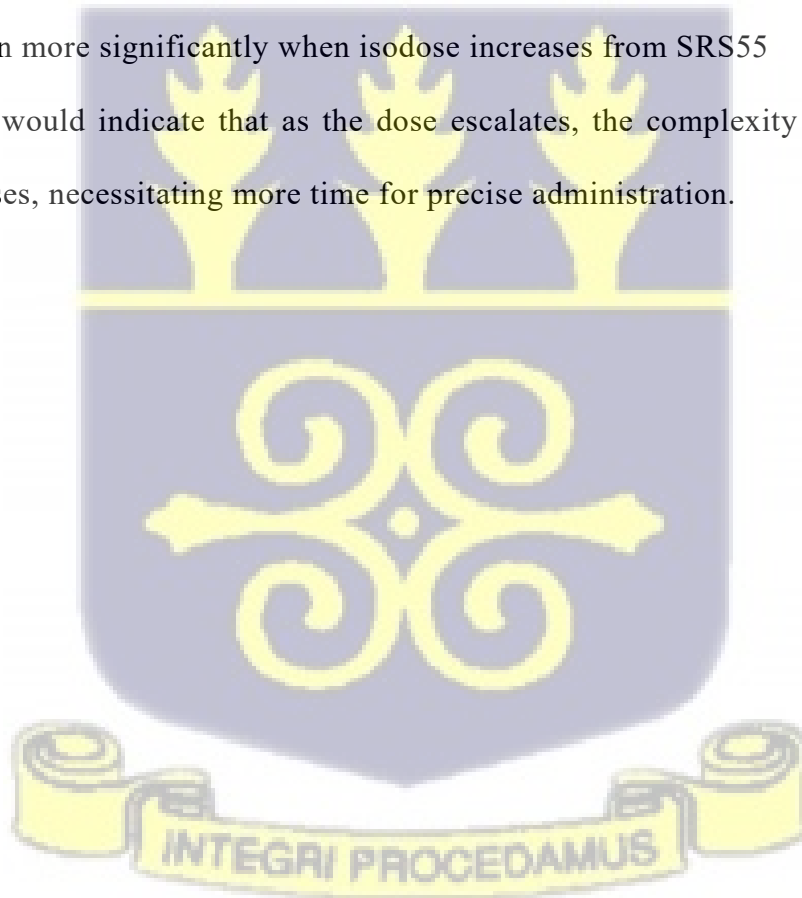 n more significantly when isodose increases from SRS55
would indicate that as the dose escalates, the complexity
ses, necessitating more time for precise administration.
INTEGRI PROCEDAMUS